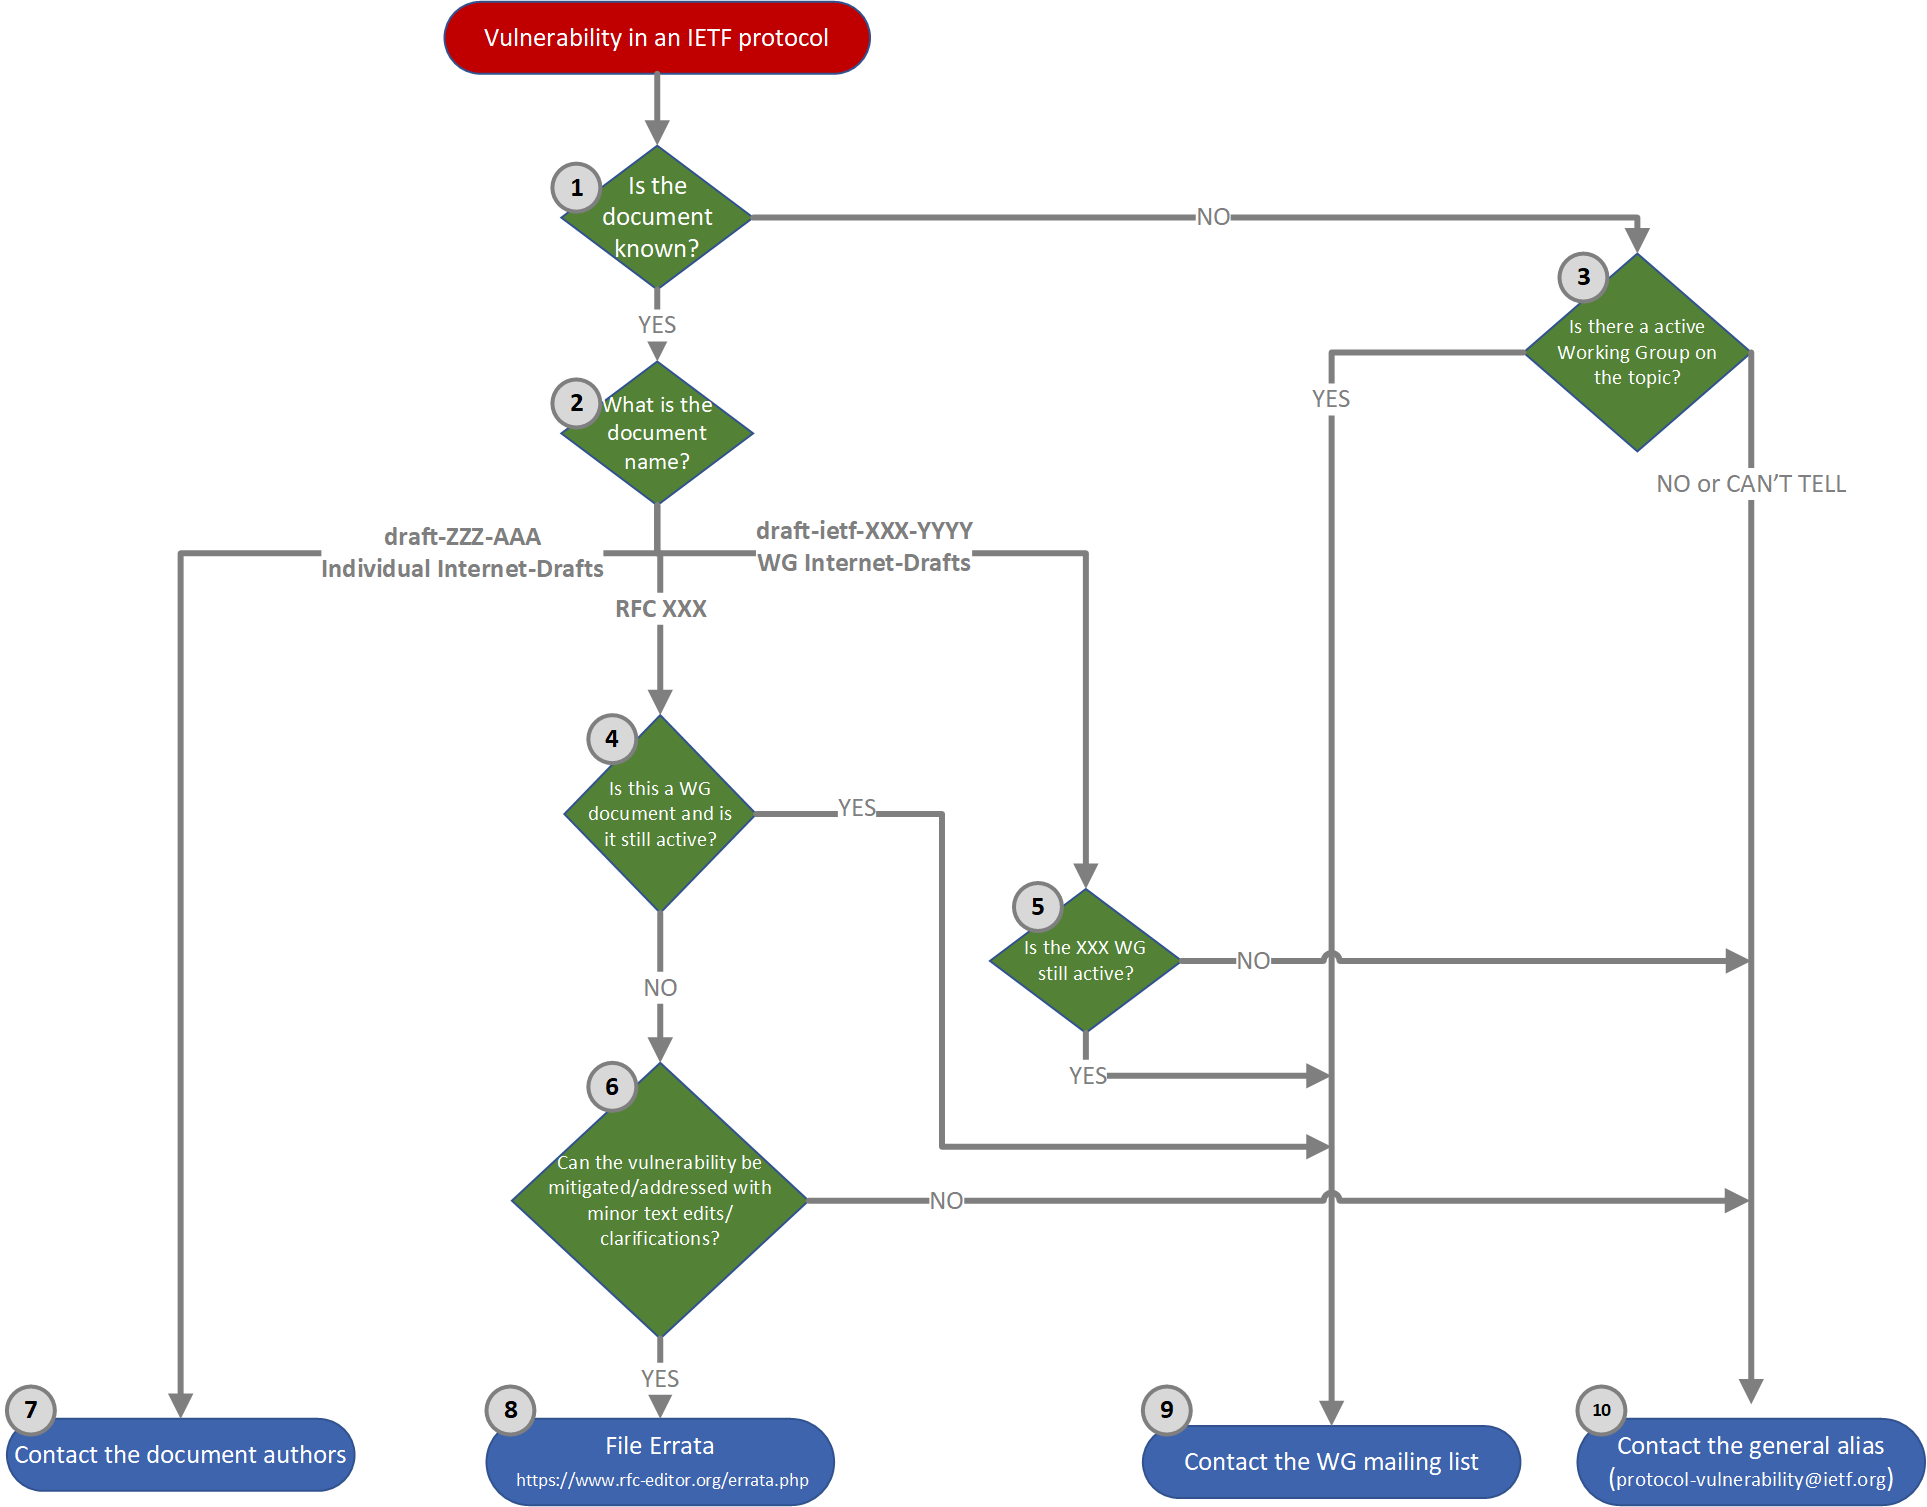 Vulnerability in an IETF protocol
1
Is the
document
known?
NO
3
Is there a active
Working Group on
the topic?
YES
YES
NO or CAN’T TELL
2
What is the
document
name?
draft-ZZZ-AAA
Individual Internet-Drafts
draft-ietf-XXX-YYYY
WG Internet-Drafts
RFC XXX
4
Is this a WG
document and is
it still active?
YES
5
Is the XXX WG
still active?
NO
NO
YES
6
Can the vulnerability be
mitigated/addressed with
minor text edits/
clarifications?
NO
YES
7
Contact the document authors
8
File Errata
https://www.rfc-editor.org/errata.php
9
Contact the WG mailing list
10
Contact the general alias
(protocol-vulnerability@ietf.org)